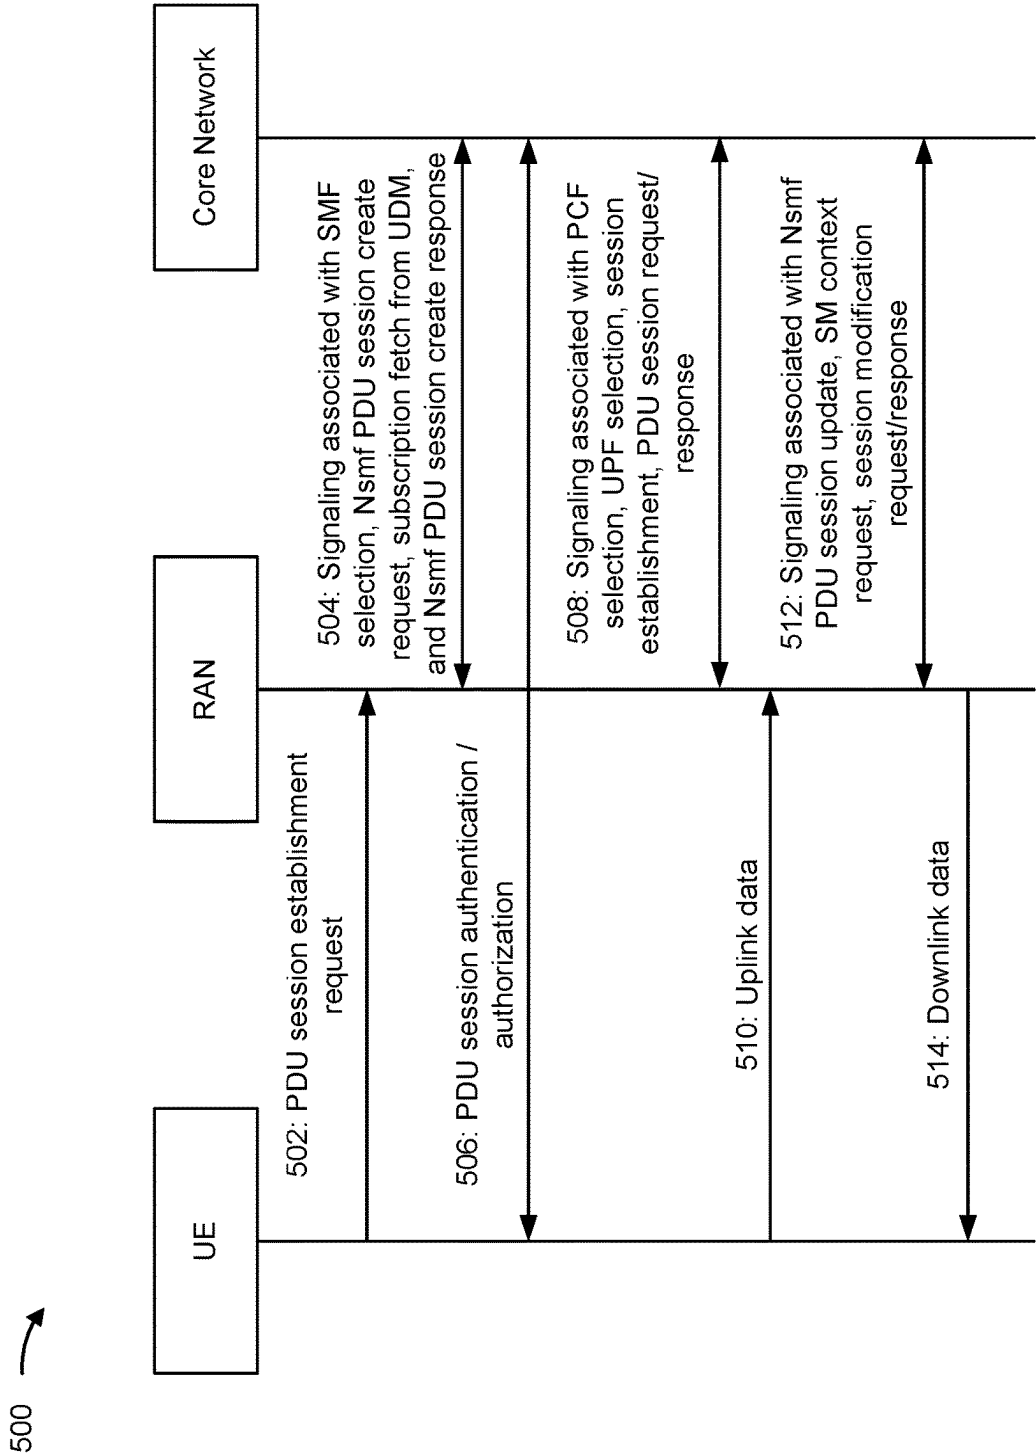 500
UE
RAN
Core Network
502: PDU session establishment
request
504: Signaling associated with SMF
selection, Nsmf PDU session create
request, subscription fetch from UDM,
and Nsmf PDU session create response
506: PDU session authentication /
authorization
508: Signaling associated with PCF
selection, UPF selection, session
establishment, PDU session request/
response
510: Uplink data
512: Signaling associated with Nsmf
PDU session update, SM context
request, session modification
request/response
514: Downlink data